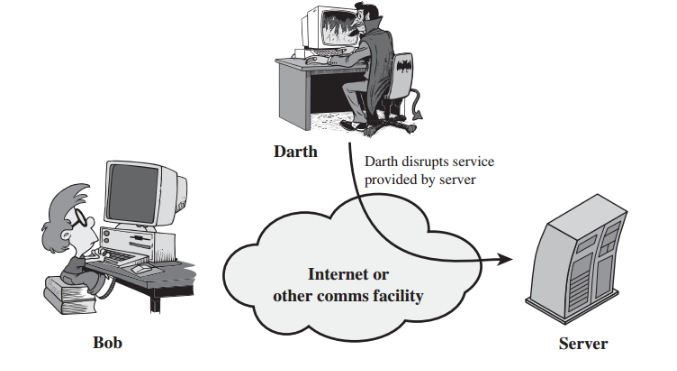 Darth
Darth disrupts service
provided by server
Internet or
other comms facility
Bob
Server